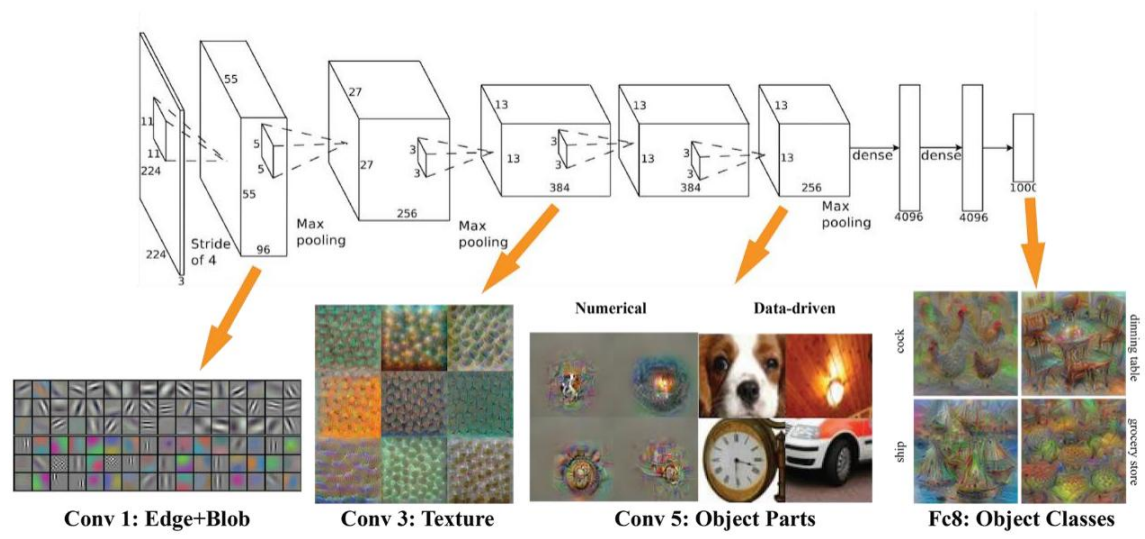 11
11
224
224
3
Stride
of 4
55
55
5
5
96
Max
pooling
27
27
3
3
256
Max
pooling
13
13
3
3
384
13
13
3
3
384
13
13
256
Max
pooling
dense
4096
dense
4096
1000
Conv 1: Edge+Blob
Conv 3: Texture
Numerical
Data-driven
Conv 5: Object Parts
cock
dinning table
ship
grocery store
Fc8: Object Classes